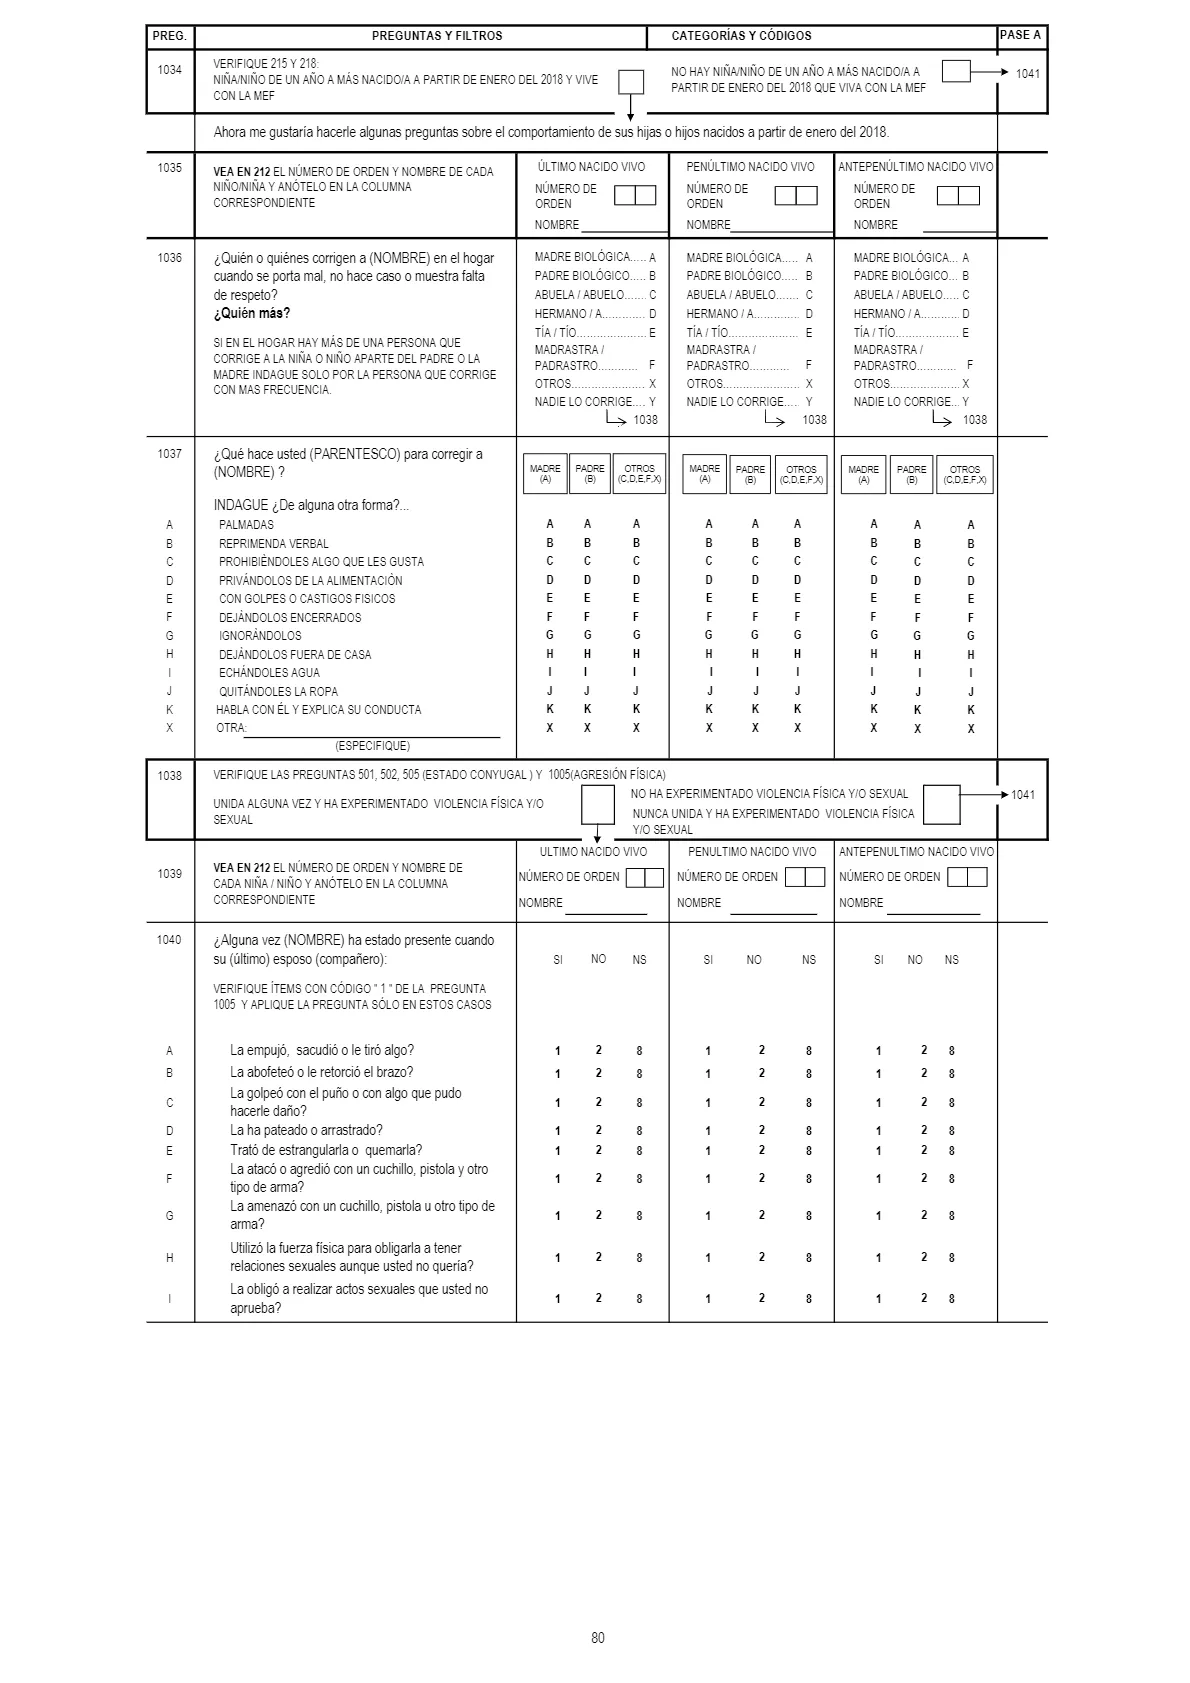 PREG. PREGUNTAS Y FILTROS CATEGORÍAS Y CÓDIGOS PASE A
1034
VERIFIQUE 215 Y 218:
NIÑA/NIÑO DE UN AÑO A MÁS NACIDO/A A PARTIR DE ENERO DEL 2018 Y VIVE
CON LA MEF
NO HAY NIÑA/NIÑO DE UN AÑO A MÁS NACIDO/A A
PARTIR DE ENERO DEL 2018 QUE VIVA CON LA MEF
1041
Ahora me gustaría hacerle algunas preguntas sobre el comportamiento de sus hijas o hijos nacidos a partir de enero del 2018.
1035
VEA EN 212 EL NÚMERO DE ORDEN Y NOMBRE DE CADA
NIÑO/NIÑA Y ANÓTELO EN LA COLUMNA
CORRESPONDIENTE
ÚLTIMO NACIDO VIVO
NÚMERO DE
ORDEN
NOMBRE
PENÚLTIMO NACIDO VIVO
NÚMERO DE
ORDEN
NOMBRE
ANTEPENÚLTIMO NACIDO VIVO
NÚMERO DE
ORDEN
NOMBRE
1036
¿Quién o quiénes corrigen a (NOMBRE) en el hogar
cuando se porta mal, no hace caso o muestra falta
de respeto?
¿Quién más?
SI EN EL HOGAR HAY MÁS DE UNA PERSONA QUE
CORRIGE A LA NIÑA O NIÑO APARTE DEL PADRE O LA
MADRE INDAGUE SOLO POR LA PERSONA QUE CORRIGE
CON MAS FRECUENCIA.
MADRE BIOLÓGICA..... A
PADRE BIOLÓGICO..... B
ABUELA / ABUELO....... C
HERMANO / A............. D
TÍA / TÍO..................... E
MADRASTRA /
PADRASTRO............ F
OTROS....................... X
NADIE LO CORRIGE.... Y
1038
MADRE BIOLÓGICA..... A
PADRE BIOLÓGICO..... B
ABUELA / ABUELO....... C
HERMANO / A.............. D
TÍA / TÍO..................... E
MADRASTRA /
PADRASTRO............ F
OTROS....................... X
NADIE LO CORRIGE..... Y
1038
MADRE BIOLÓGICA... A
PADRE BIOLÓGICO... B
ABUELA / ABUELO..... C
HERMANO / A............ D
TÍA / TÍO................... E
MADRASTRA /
PADRASTRO............ F
OTROS..................... X
NADIE LO CORRIGE... Y
1038
1037
¿Qué hace usted (PARENTESCO) para corregir a
(NOMBRE) ?
INDAGUE ¿De alguna otra forma?...
MADRE PADRE OTROS MADRE PADRE OTROS MADRE PADRE OTROS
(A) (B) (C,D,E,F,X) (A) (B) (C,D,E,F,X) (A) (B) (C,D,E,F,X)
A PALMADAS A A A A A A A A A
B REPRIMENDA VERBAL B B B B B B B B B
C PROHIBIÈNDOLES ALGO QUE LES GUSTA C C C C C C C C C
D PRIVÁNDOLOS DE LA ALIMENTACIÓN D D D D D D D D D
E CON GOLPES O CASTIGOS FISICOS E E E E E E E E E
F DEJÀNDOLOS ENCERRADOS F F F F F F F F F
G IGNORÀNDOLOS G G G G G G G G G
H DEJÀNDOLOS FUERA DE CASA H H H H H H H H H
I ECHÁNDOLES AGUA I I I I I I I I I
J QUITÁNDOLES LA ROPA J J J J J J J J J
K HABLA CON ÉL Y EXPLICA SU CONDUCTA K K K K K K K K K
X OTRA: X X X X X X X X X
(ESPECIFIQUE)
1038
VERIFIQUE LAS PREGUNTAS 501, 502, 505 (ESTADO CONYUGAL ) Y 1005(AGRESIÓN FÍSICA)
UNIDA ALGUNA VEZ Y HA EXPERIMENTADO VIOLENCIA FÍSICA Y/O
SEXUAL
NO HA EXPERIMENTADO VIOLENCIA FÍSICA Y/O SEXUAL
NUNCA UNIDA Y HA EXPERIMENTADO VIOLENCIA FÍSICA
Y/O SEXUAL
1041
1039
VEA EN 212 EL NÚMERO DE ORDEN Y NOMBRE DE
CADA NIÑA / NIÑO Y ANÓTELO EN LA COLUMNA
CORRESPONDIENTE
ULTIMO NACIDO VIVO
NÚMERO DE ORDEN
NOMBRE
PENULTIMO NACIDO VIVO
NÚMERO DE ORDEN
NOMBRE
ANTEPENULTIMO NACIDO VIVO
NÚMERO DE ORDEN
NOMBRE
1040
¿Alguna vez (NOMBRE) ha estado presente cuando
su (último) esposo (compañero):
SI NO NS SI NO NS SI NO NS
VERIFIQUE ÍTEMS CON CÓDIGO " 1 " DE LA PREGUNTA
1005 Y APLIQUE LA PREGUNTA SÓLO EN ESTOS CASOS
A La empujó, sacudió o le tiró algo? 1 2 8 1 2 8 1 2 8
B La abofeteó o le retorció el brazo? 1 2 8 1 2 8 1 2 8
C La golpeó con el puño o con algo que pudo
hacerle daño? 1 2 8 1 2 8 1 2 8
D La ha pateado o arrastrado? 1 2 8 1 2 8 1 2 8
E Trató de estrangularla o quemarla? 1 2 8 1 2 8 1 2 8
F La atacó o agredió con un cuchillo, pistola y otro
tipo de arma? 1 2 8 1 2 8 1 2 8
G La amenazó con un cuchillo, pistola u otro tipo de
arma? 1 2 8 1 2 8 1 2 8
H Utilizó la fuerza física para obligarla a tener
relaciones sexuales aunque usted no quería? 1 2 8 1 2 8 1 2 8
I La obligó a realizar actos sexuales que usted no
aprueba? 1 2 8 1 2 8 1 2 8
80